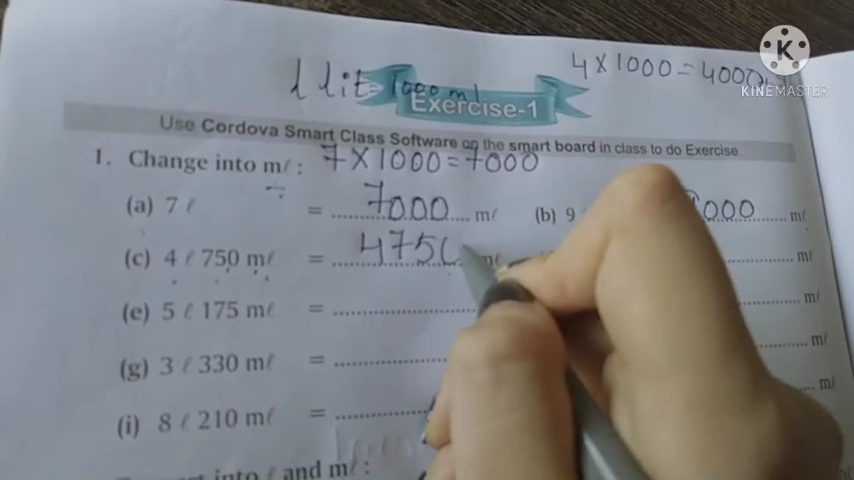 4 × 1000 = 4000
KINEMASTER
1 lit = 1000 ml
Exercise-1
Use Cordova Smart Class Software on the smart board in class to do Exercise.
1. Change into mℓ : 7 × 1000 = 7000
(a) 7 ℓ = 7000 mℓ (b) 9 000 mℓ
(c) 4 ℓ 750 mℓ = 4750 mℓ mℓ
(e) 5 ℓ 175 mℓ = mℓ
(g) 3 ℓ 330 mℓ = mℓ
(i) 8 ℓ 210 mℓ = mℓ
into ℓ and mℓ :